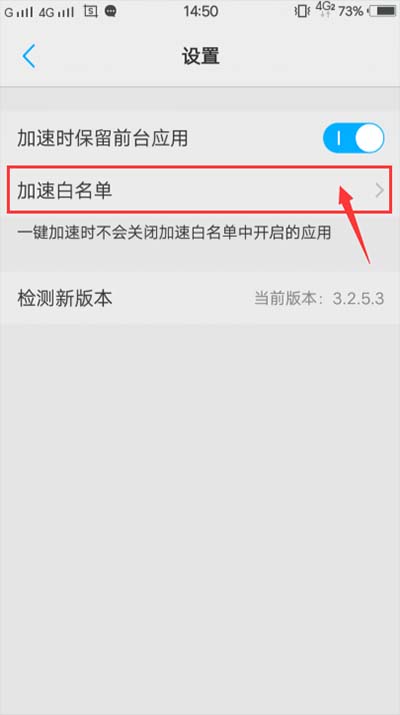 G 4G S 14:50 4G2 73%
设置
加速时保留前台应用
加速白名单
一键加速时不会关闭加速白名单中开启的应用
检测新版本 当前版本：3.2.5.3